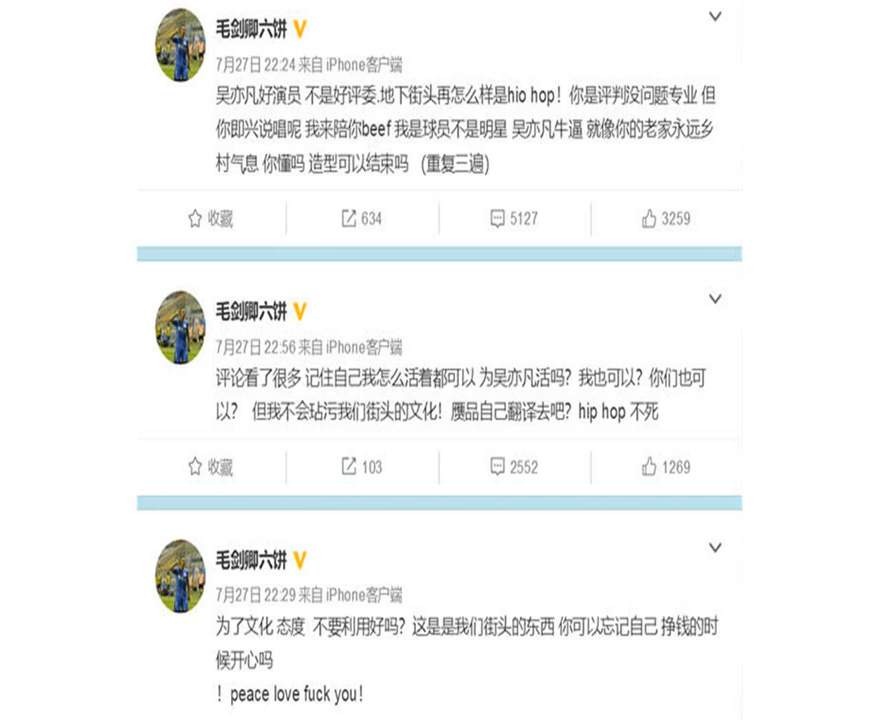 毛剑卿六饼 V
7月27日 22:24 来自 iPhone客户端
吴亦凡好演员 不是好评委.地下街头再怎么样是hio hop！你是评判没问题专业 但
你即兴说唱呢 我来陪你beef 我是球员不是明星 吴亦凡牛逼 就像你的老家永远乡
村气息 你懂吗 造型可以结束吗 (重复三遍)
收藏 634 5127 3259
毛剑卿六饼 V
7月27日 22:56 来自 iPhone客户端
评论看了很多 记住自己我怎么活着都可以 为吴亦凡活吗？我也可以？你们也可
以？ 但我不会玷污我们街头的文化！赝品自己翻译去吧？hip hop 不死
收藏 103 2552 1269
毛剑卿六饼 V
7月27日 22:29 来自 iPhone客户端
为了文化 态度 不要利用好吗？这是是我们街头的东西 你可以忘记自己 挣钱的时
候开心吗
！peace love fuck you！